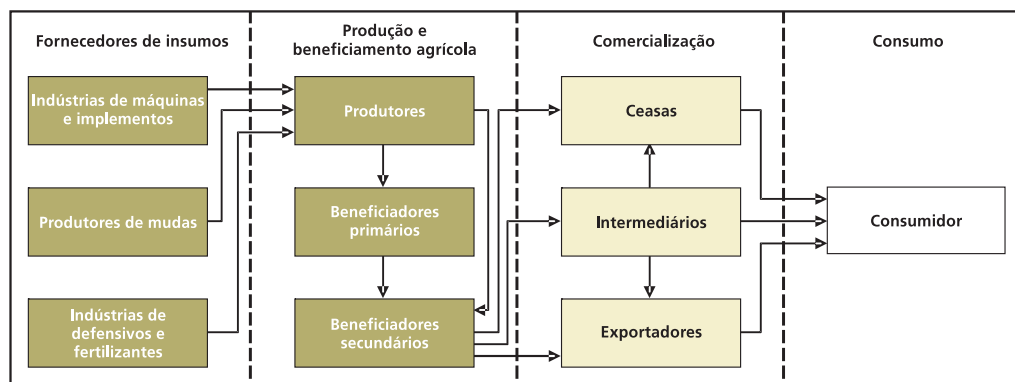 Fornecedores de insumos
Produção e
beneficiamento agrícola
Comercialização
Consumo
Indústrias de máquinas
e implementos
Produtores
Ceasas
Produtores de mudas
Beneficiadores
primários
Intermediários
Consumidor
Indústrias de
defensivos e
fertilizantes
Beneficiadores
secundários
Exportadores